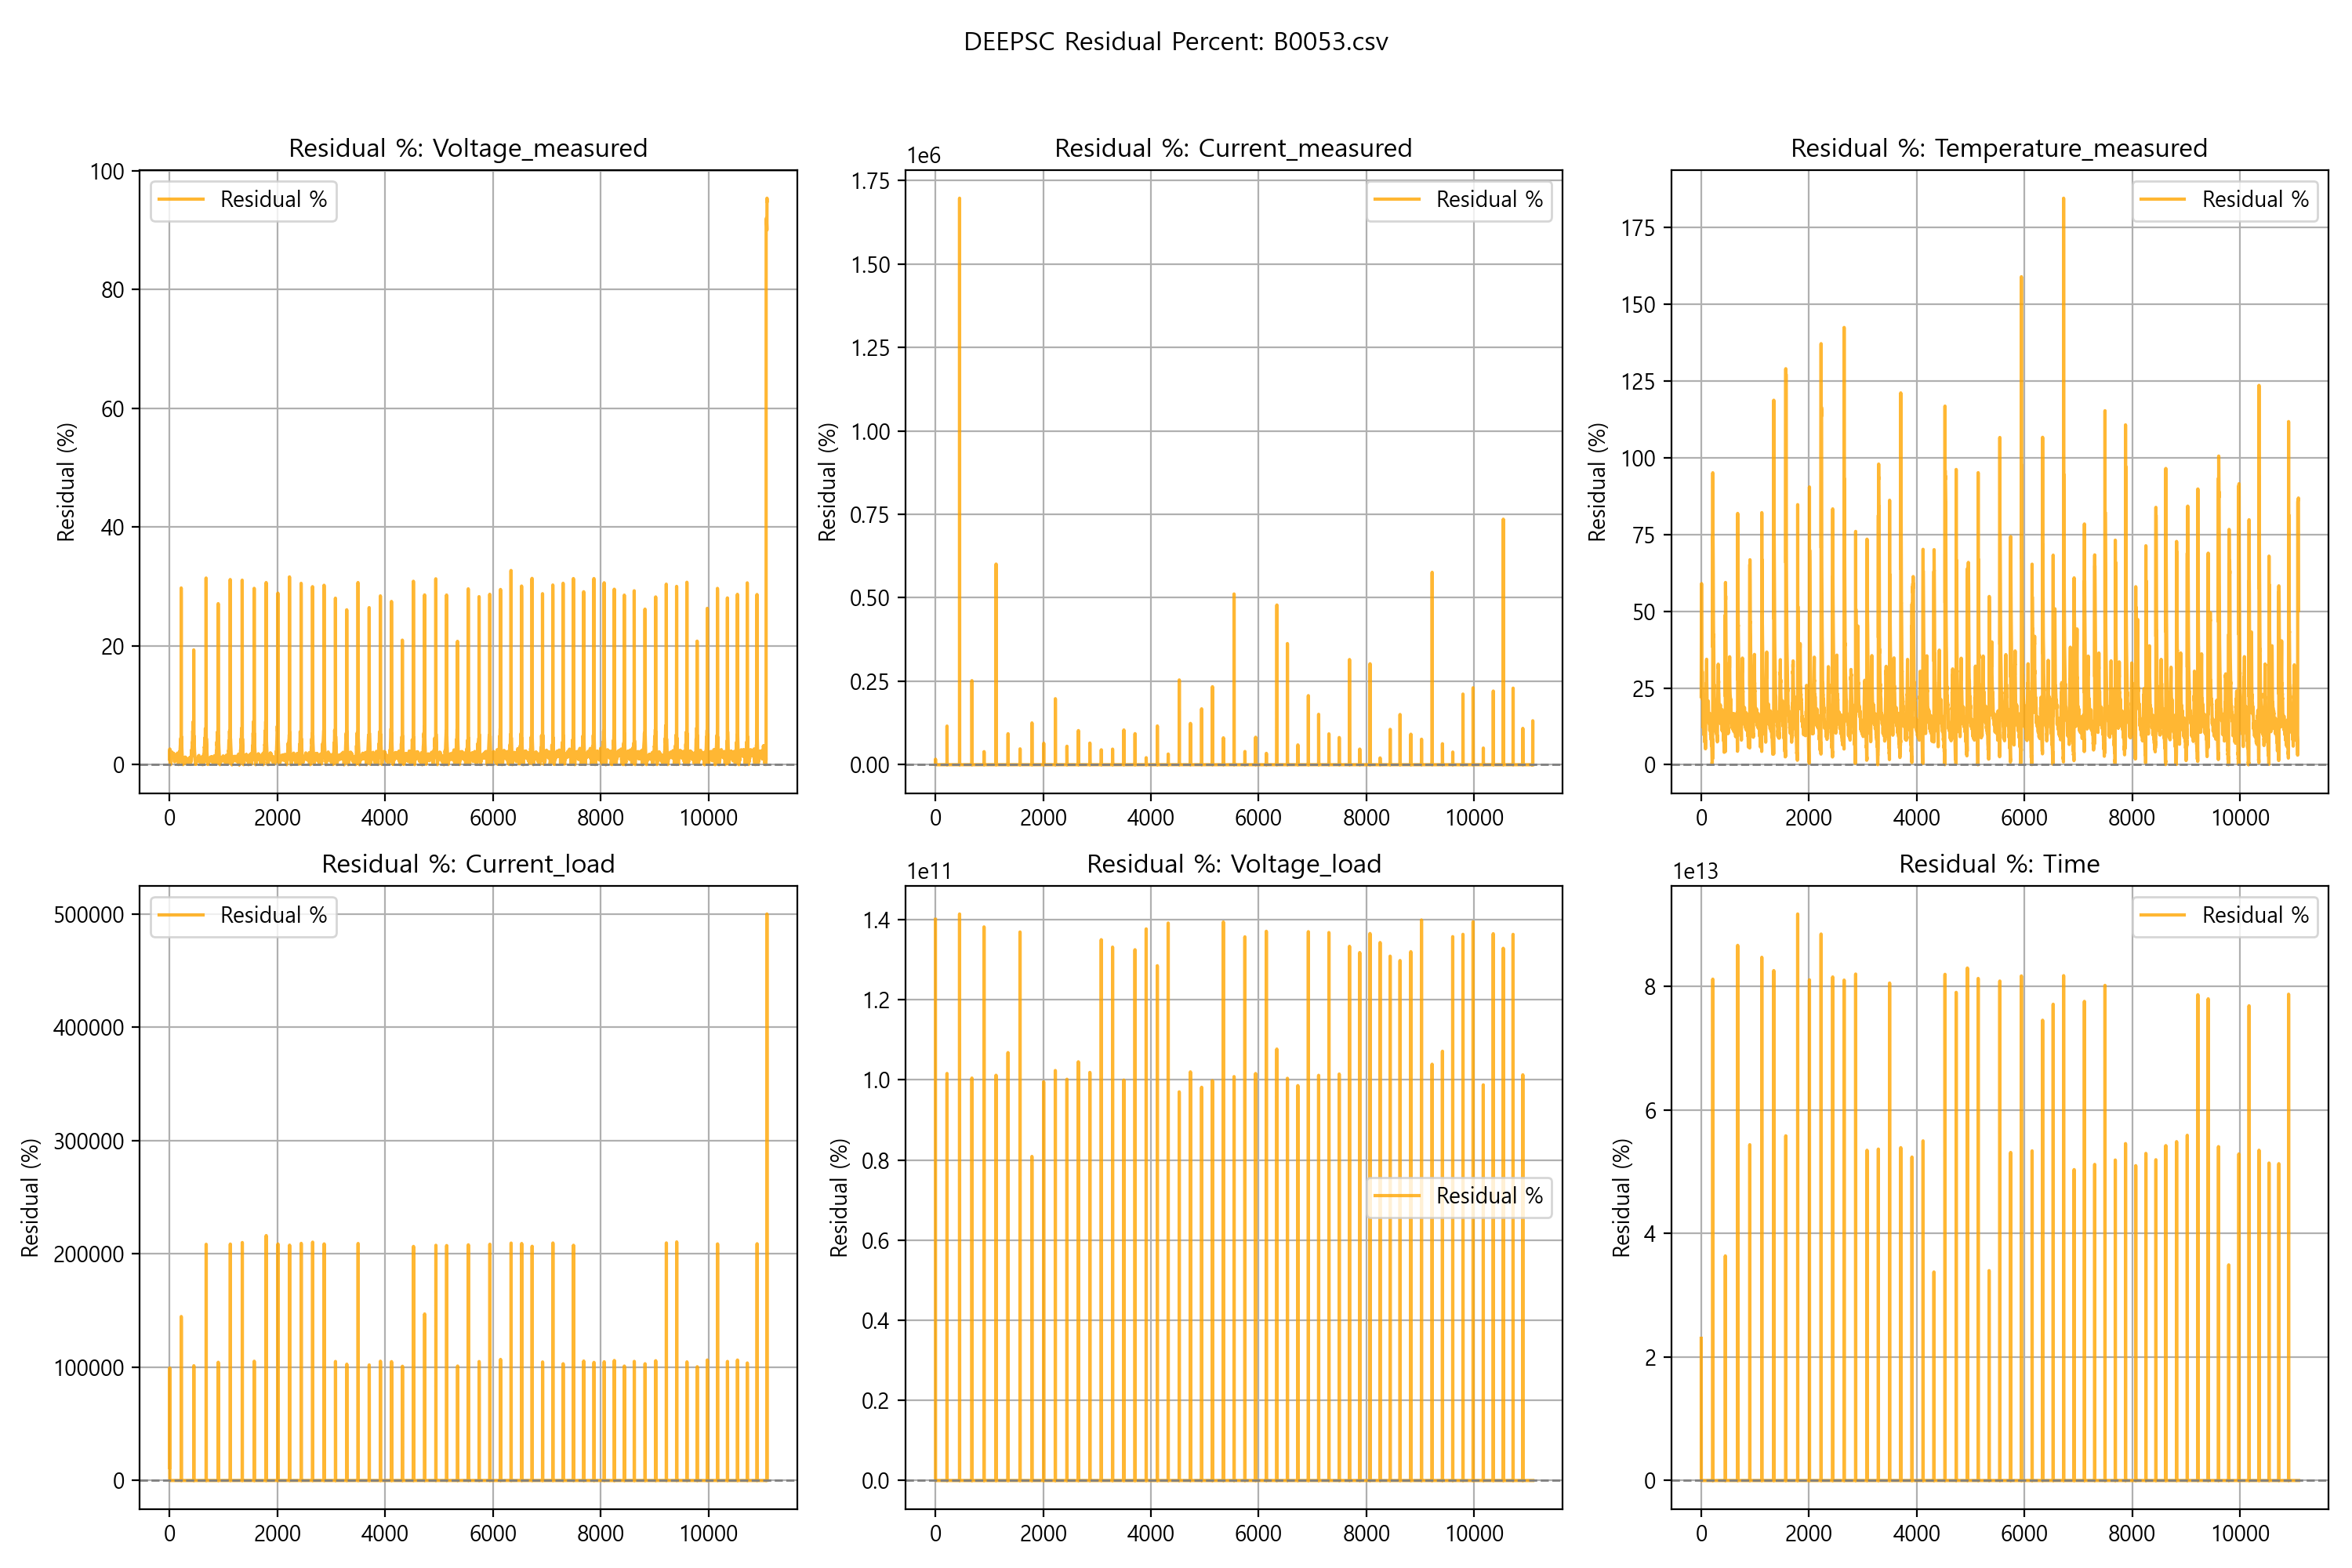 DEEPSC Residual Percent: B0053.csv
Residual %: Voltage_measured
Residual %
Residual (%)
100
80
60
40
20
0
0 2000 4000 6000 8000 10000
Residual %: Current_measured
1e6
Residual %
Residual (%)
1.75
1.50
1.25
1.00
0.75
0.50
0.25
0.00
0 2000 4000 6000 8000 10000
Residual %: Temperature_measured
Residual %
Residual (%)
175
150
125
100
75
50
25
0
0 2000 4000 6000 8000 10000
Residual %: Current_load
Residual %
Residual (%)
500000
400000
300000
200000
100000
0
0 2000 4000 6000 8000 10000
Residual %: Voltage_load
1e11
Residual %
Residual (%)
1.4
1.2
1.0
0.8
0.6
0.4
0.2
0.0
0 2000 4000 6000 8000 10000
Residual %: Time
1e13
Residual %
Residual (%)
8
6
4
2
0
0 2000 4000 6000 8000 10000